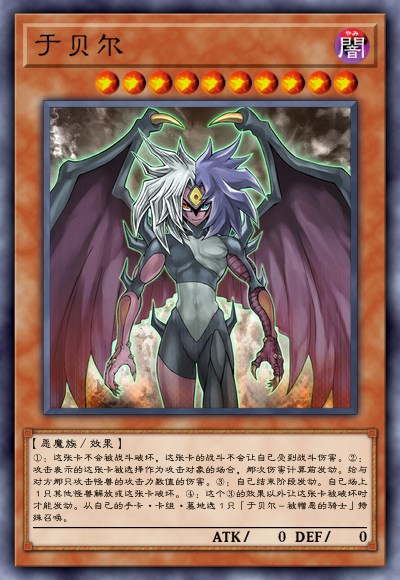 于贝尔
やみ
闇
【恶魔族／效果】
①：这张卡不会被战斗破坏，这张卡的战斗不会让自己受到战斗伤害。②：
攻击表示的这张卡被选择作为攻击对象的场合，那次伤害计算前发动。给与
对方那只攻击怪兽的攻击力数值的伤害。③：自己结束阶段发动。自己场上
1只其他怪兽解放或这张卡破坏。④：这个③的效果以外让这张卡被破坏时
才能发动。从自己的手卡·卡组·墓地选1只「于贝尔－被憎恶的骑士」特
殊召唤。
ATK/ 0 DEF/ 0